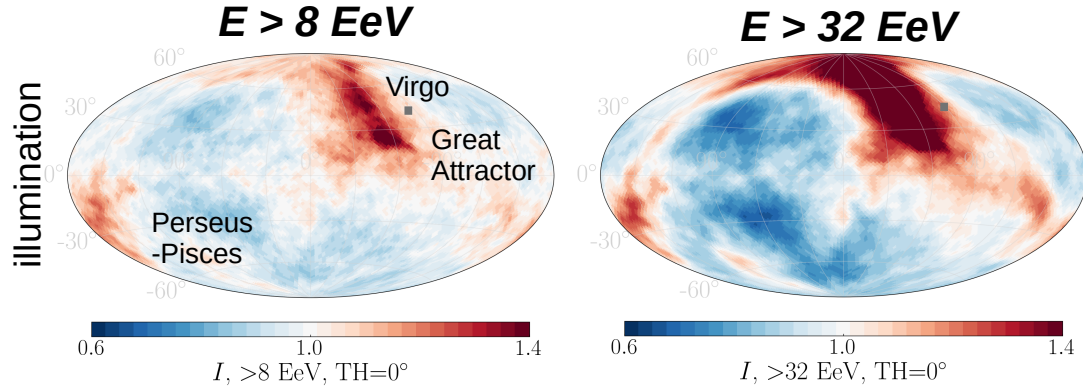 E > 8 EeV
E > 32 EeV
illumination
60°
30°
0°
-30°
-60°
Virgo
Great
Attractor
Perseus
-Pisces
0.6 1.0 1.4
I, >8 EeV, TH=0°
60°
30°
0°
-30°
-60°
0.6 1.0 1.4
I, >32 EeV, TH=0°